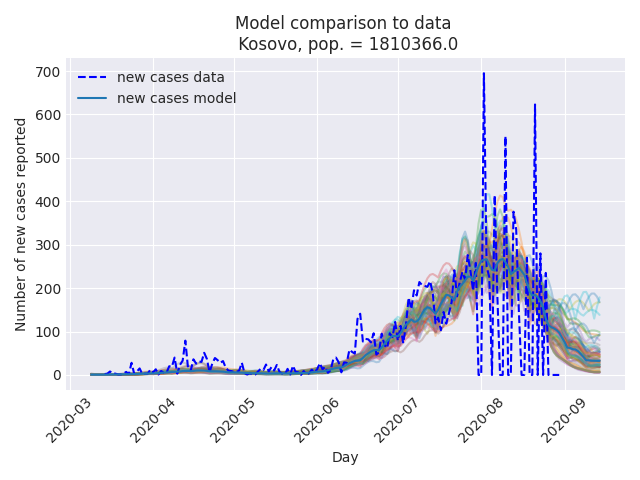 Model comparison to data
Kosovo, pop. = 1810366.0
new cases data
new cases model
Number of new cases reported
700
600
500
400
300
200
100
0
2020-03
2020-04
2020-05
2020-06
2020-07
2020-08
2020-09
Day